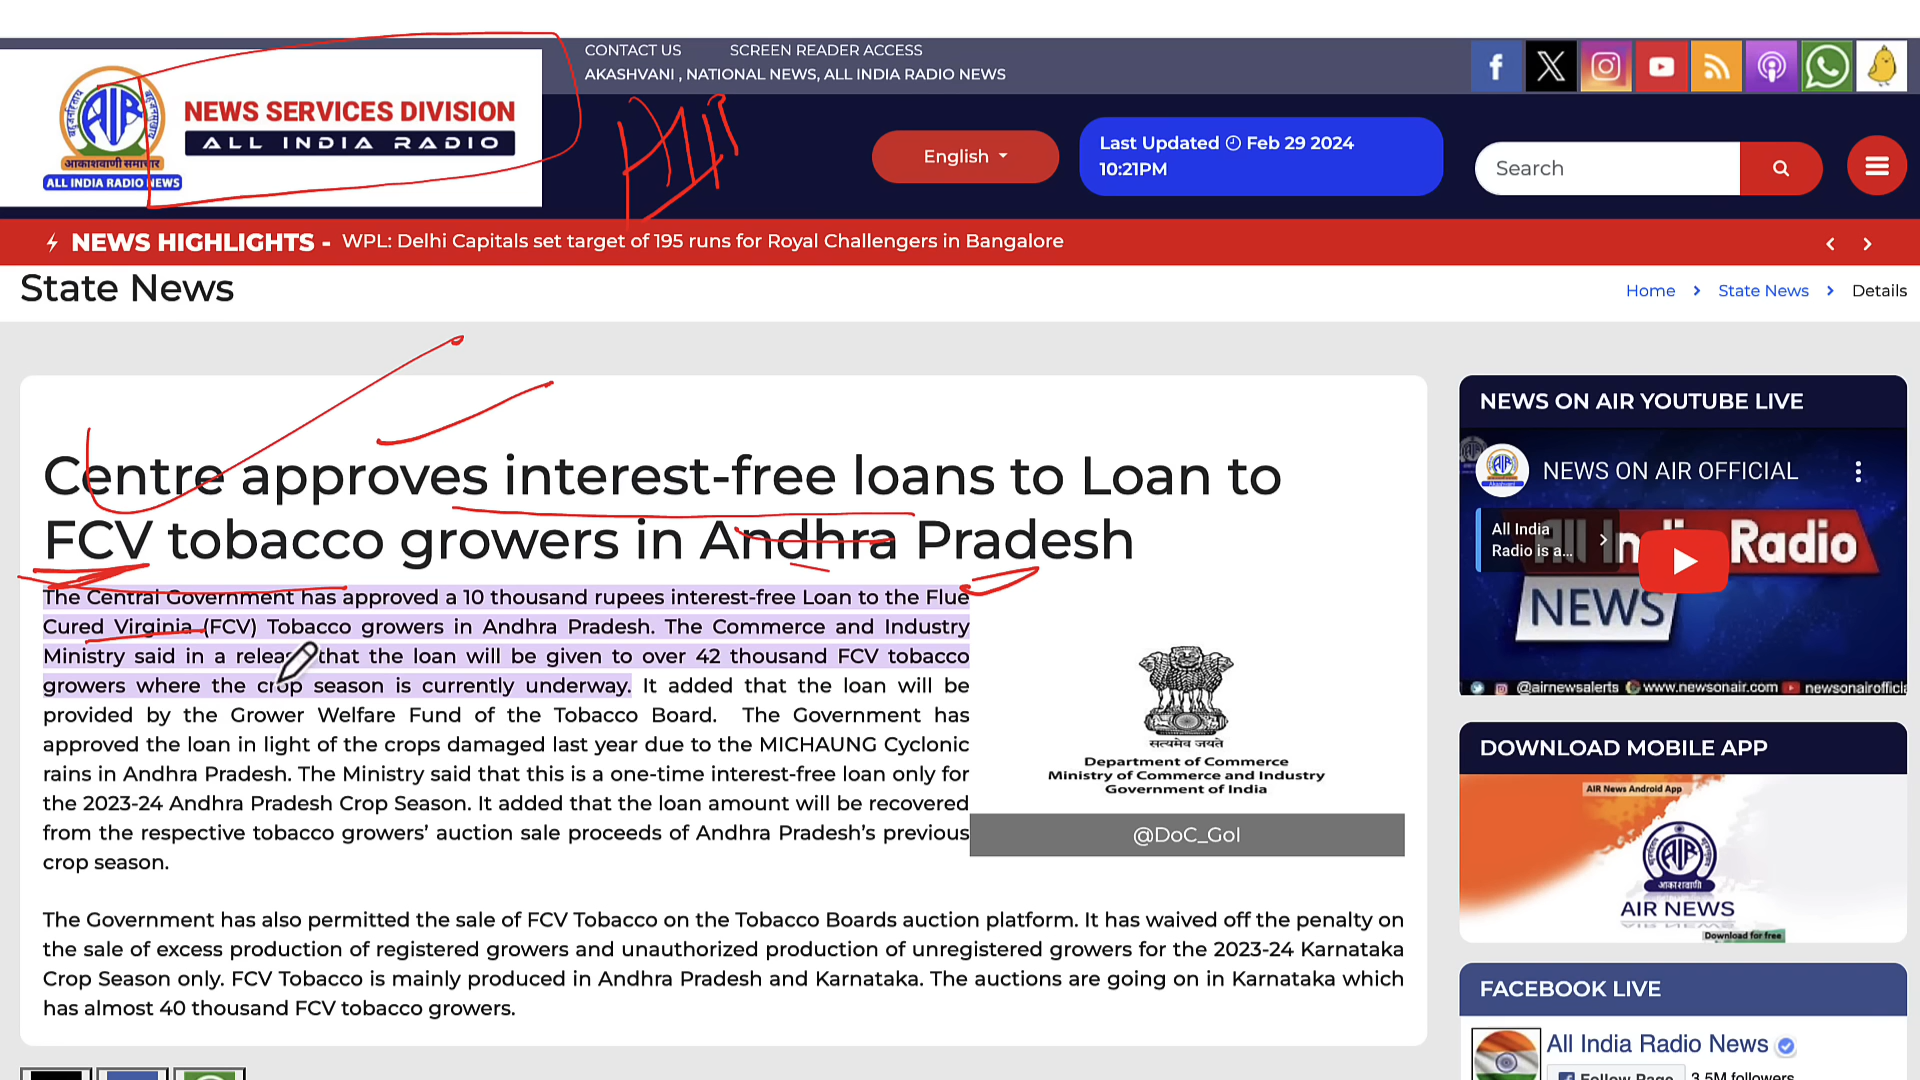 CONTACT US
SCREEN READER ACCESS
AKASHVANI , NATIONAL NEWS, ALL INDIA RADIO NEWS
AIR
आकाशवाणी समाचार
ALL INDIA RADIO NEWS
NEWS SERVICES DIVISION
ALL INDIA RADIO
AIR
English
Last Updated Feb 29 2024
10:21PM
Search
NEWS HIGHLIGHTS - WPL: Delhi Capitals set target of 195 runs for Royal Challengers in Bangalore
State News
Home > State News > Details
Centre approves interest-free loans to Loan to
FCV tobacco growers in Andhra Pradesh
The Central Government has approved a 10 thousand rupees interest-free Loan to the Flue
Cured Virginia (FCV) Tobacco growers in Andhra Pradesh. The Commerce and Industry
Ministry said in a release that the loan will be given to over 42 thousand FCV tobacco
growers where the crop season is currently underway. It added that the loan will be
provided by the Grower Welfare Fund of the Tobacco Board. The Government has
approved the loan in light of the crops damaged last year due to the MICHAUNG Cyclonic
rains in Andhra Pradesh. The Ministry said that this is a one-time interest-free loan only for
the 2023-24 Andhra Pradesh Crop Season. It added that the loan amount will be recovered
from the respective tobacco growers’ auction sale proceeds of Andhra Pradesh’s previous
crop season.
सत्यमेव जयते
Department of Commerce
Ministry of Commerce and Industry
Government of India
@DoC_GoI
The Government has also permitted the sale of FCV Tobacco on the Tobacco Boards auction platform. It has waived off the penalty on
the sale of excess production of registered growers and unauthorized production of unregistered growers for the 2023-24 Karnataka
Crop Season only. FCV Tobacco is mainly produced in Andhra Pradesh and Karnataka. The auctions are going on in Karnataka which
has almost 40 thousand FCV tobacco growers.
NEWS ON AIR YOUTUBE LIVE
NEWS ON AIR OFFICIAL
All India
Radio is a...
All India Radio
NEWS
@airnewsalerts www.newsonair.com newsonairofficial
DOWNLOAD MOBILE APP
AIR News Android App
AIR
आकाशवाणी
AIR NEWS
Download for free
FACEBOOK LIVE
All India Radio News
Follow Page
3.5M followers